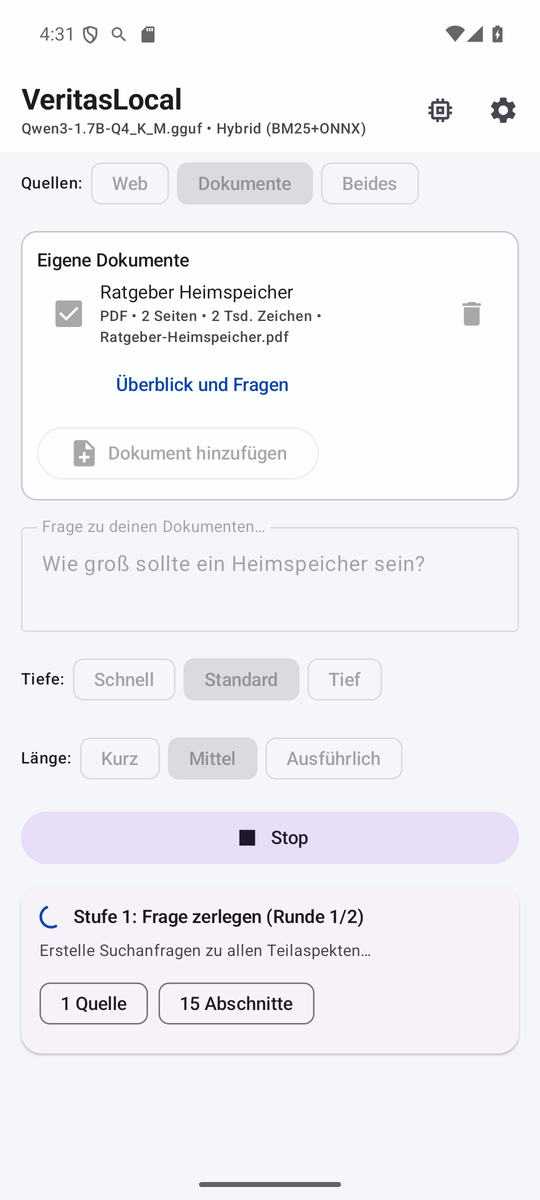 4:31
VeritasLocal
Qwen3-1.7B-Q4_K_M.gguf • Hybrid (BM25+ONNX)
Quellen: Web Dokumente Beides
Eigene Dokumente
Ratgeber Heimspeicher
PDF • 2 Seiten • 2 Tsd. Zeichen •
Ratgeber-Heimspeicher.pdf
Überblick und Fragen
Dokument hinzufügen
Frage zu deinen Dokumenten…
Wie groß sollte ein Heimspeicher sein?
Tiefe: Schnell Standard Tief
Länge: Kurz Mittel Ausführlich
Stop
Stufe 1: Frage zerlegen (Runde 1/2)
Erstelle Suchanfragen zu allen Teilaspekten…
1 Quelle 15 Abschnitte